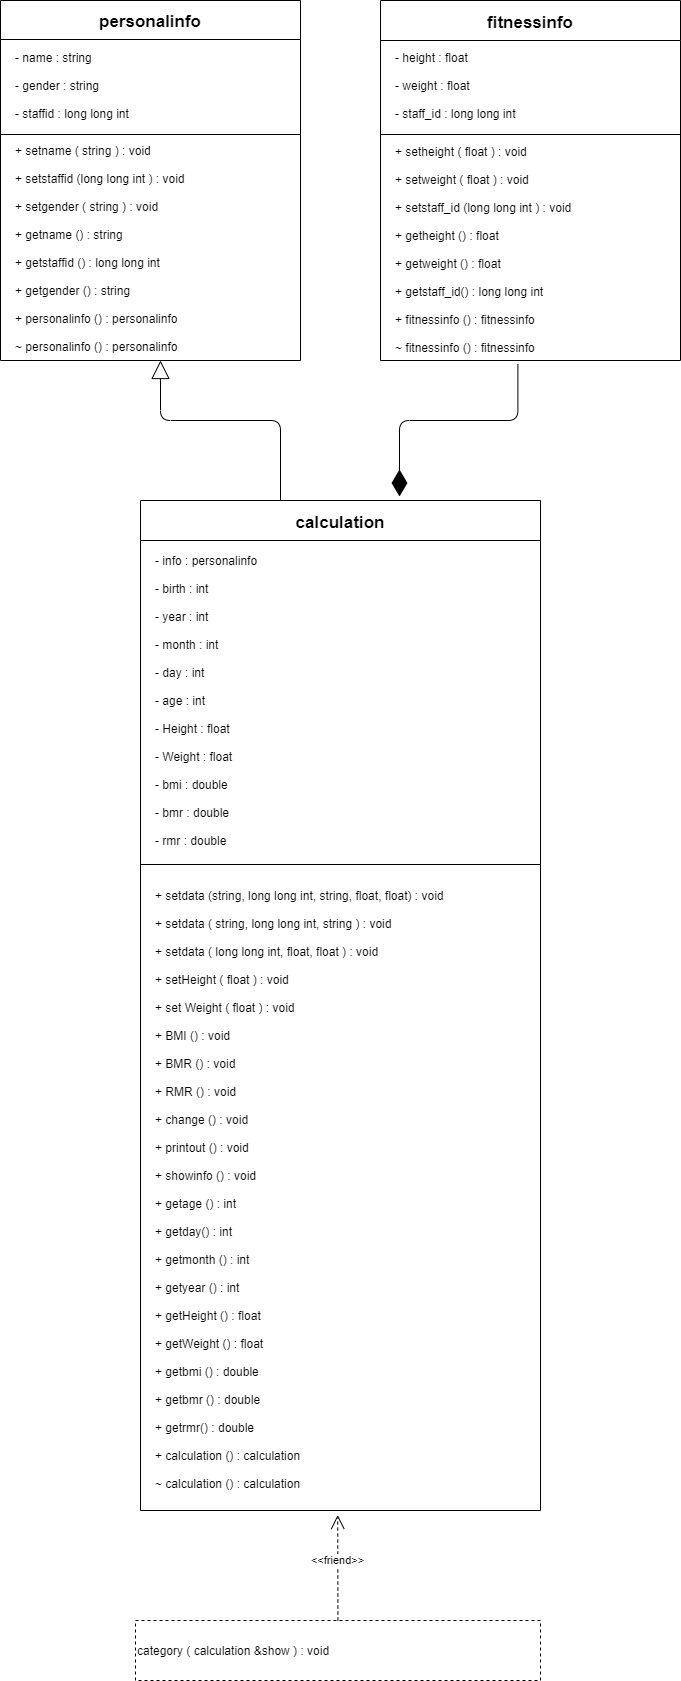 personalinfo
- name : string
- gender : string
- staffid : long long int
+ setname ( string ) : void
+ setstaffid (long long int ) : void
+ setgender ( string ) : void
+ getname () : string
+ getstaffid () : long long int
+ getgender () : string
+ personalinfo () : personalinfo
~ personalinfo () : personalinfo
fitnessinfo
- height : float
- weight : float
- staff_id : long long int
+ setheight ( float ) : void
+ setweight ( float ) : void
+ setstaff_id (long long int ) : void
+ getheight () : float
+ getweight () : float
+ getstaff_id() : long long int
+ fitnessinfo () : fitnessinfo
~ fitnessinfo () : fitnessinfo
calculation
- info : personalinfo
- birth : int
- year : int
- month : int
- day : int
- age : int
- Height : float
- Weight : float
- bmi : double
- bmr : double
- rmr : double
+ setdata (string, long long int, string, float, float) : void
+ setdata ( string, long long int, string ) : void
+ setdata ( long long int, float, float ) : void
+ setHeight ( float ) : void
+ set Weight ( float ) : void
+ BMI () : void
+ BMR () : void
+ RMR () : void
+ change () : void
+ printout () : void
+ showinfo () : void
+ getage () : int
+ getday() : int
+ getmonth () : int
+ getyear () : int
+ getHeight () : float
+ getWeight () : float
+ getbmi () : double
+ getbmr () : double
+ getrmr() : double
+ calculation () : calculation
~ calculation () : calculation
<<friend>>
category ( calculation &show ) : void